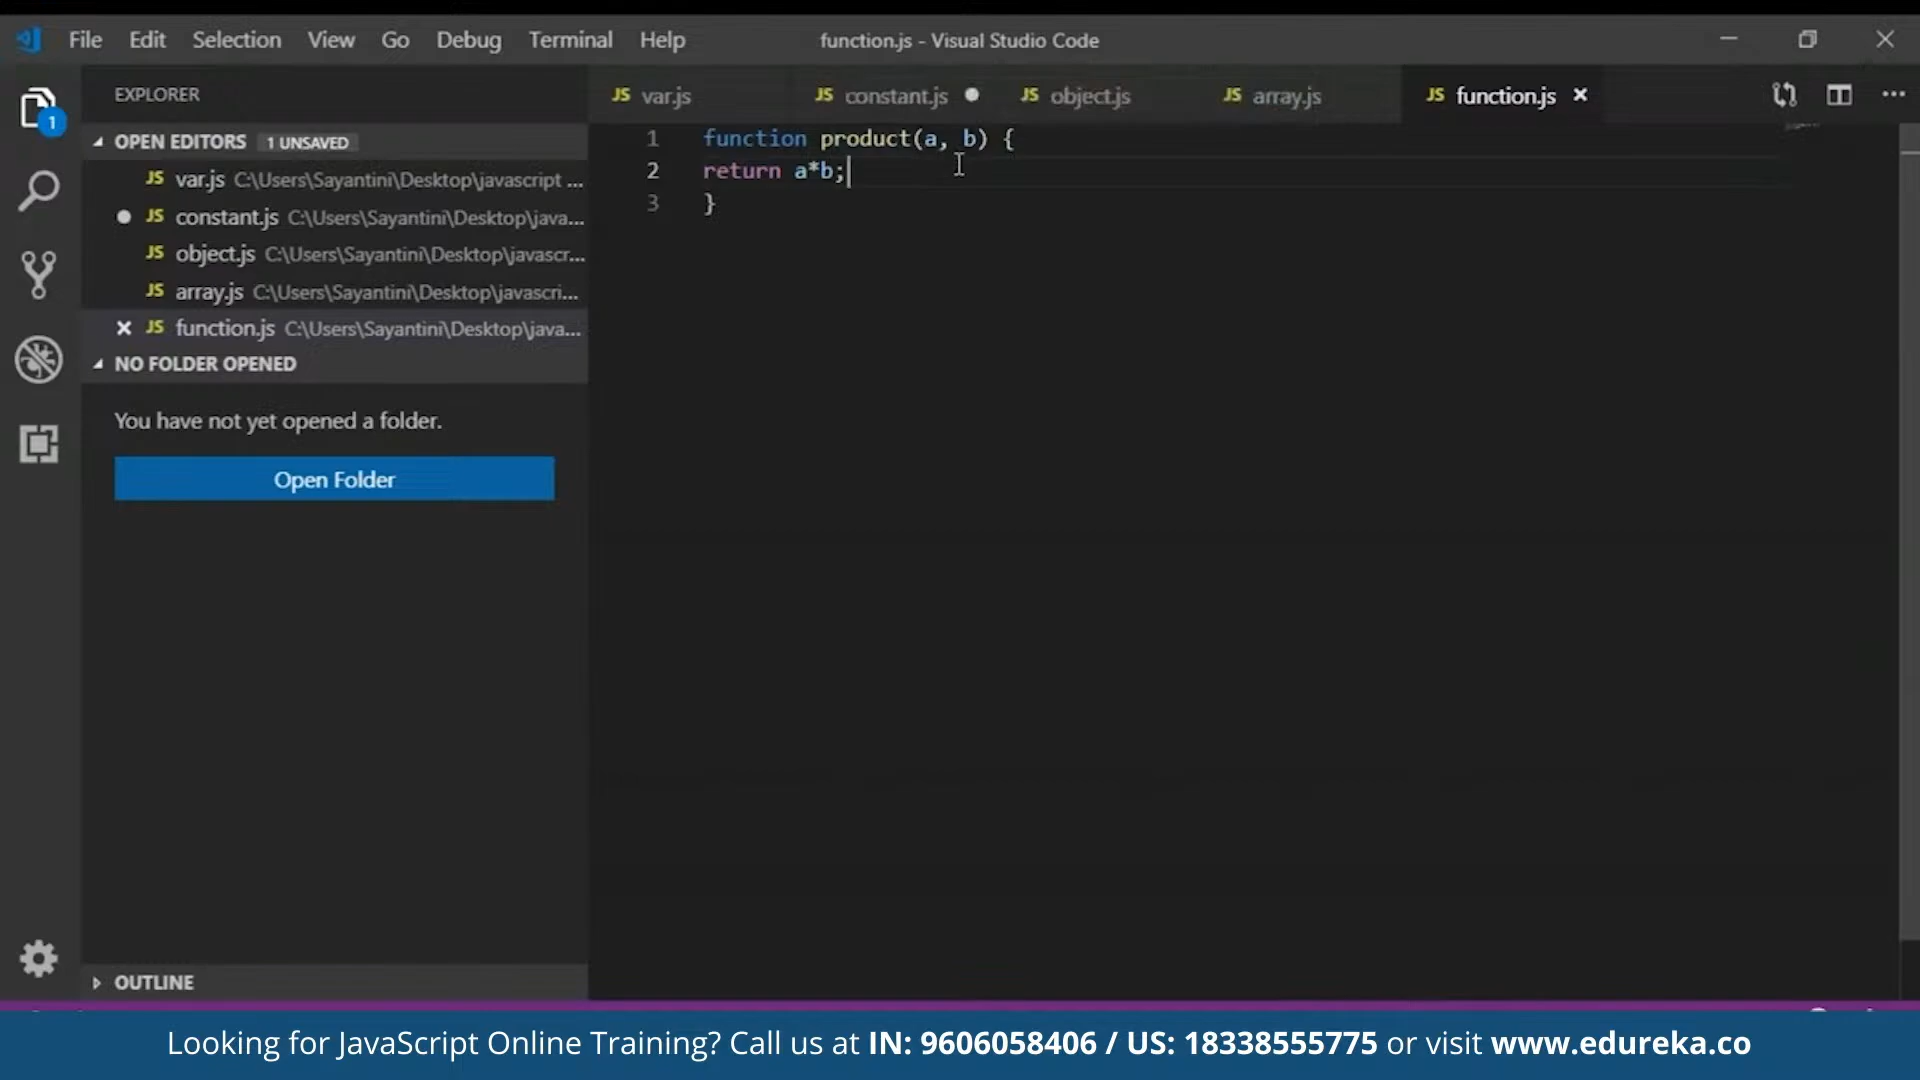 File Edit Selection View Go Debug Terminal Help function.js - Visual Studio Code
EXPLORER
OPEN EDITORS 1 UNSAVED
JS var.js C:\Users\Sayantini\Desktop\javascript ...
JS constant.js C:\Users\Sayantini\Desktop\java...
JS object.js C:\Users\Sayantini\Desktop\javascr...
JS array.js C:\Users\Sayantini\Desktop\javascri...
JS function.js C:\Users\Sayantini\Desktop\java...
NO FOLDER OPENED
You have not yet opened a folder.
Open Folder
OUTLINE
1
JS var.js JS constant.js JS object.js JS array.js JS function.js
1 function product(a, b) {
2 return a*b;
3 }
Looking for JavaScript Online Training? Call us at IN: 9606058406 / US: 18338555775 or visit www.edureka.co